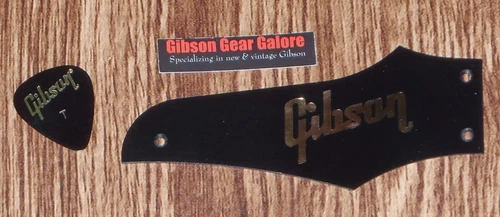 Gibson Gear Galore
Specializing in new & vintage Gibson
Gibson
T
Gibson